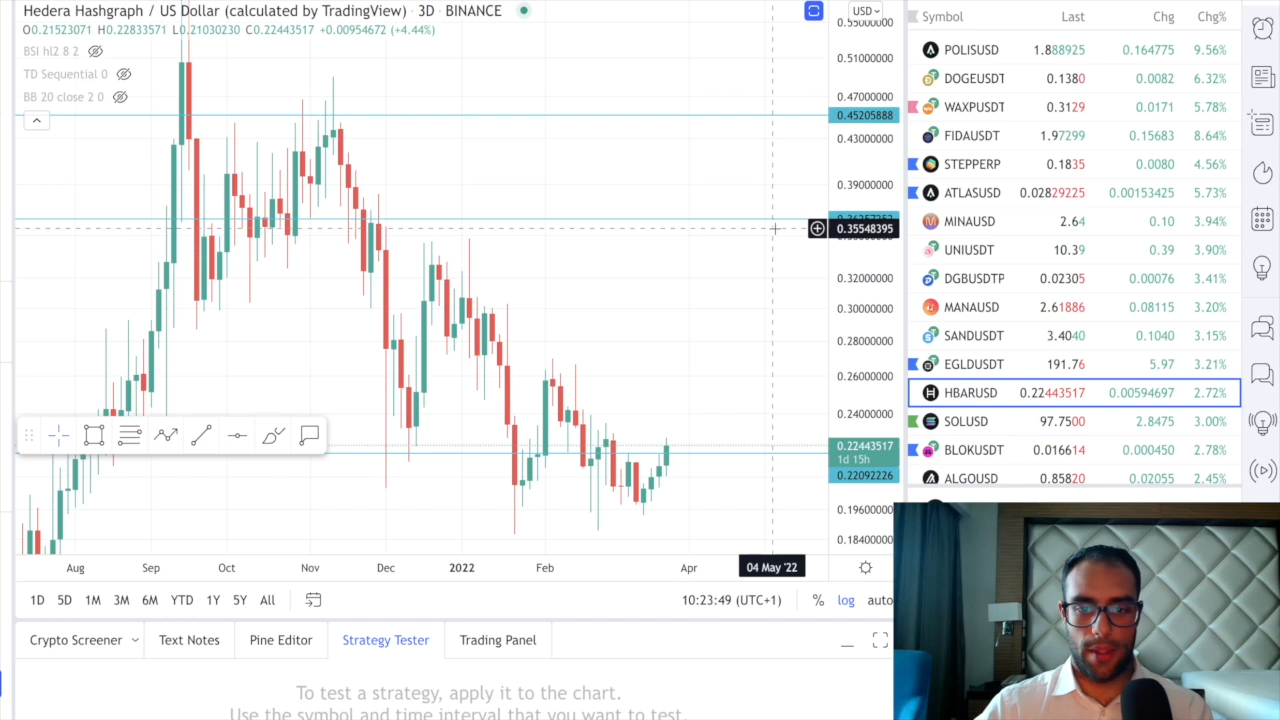 Hedera Hashgraph / US Dollar (calculated by TradingView) · 3D · BINANCE
O0.21523071 H0.22833571 L0.21030230 C0.22443517 +0.00954672 (+4.44%)
BSI hl2 8 2
TD Sequential 0
BB 20 close 2 0
USD
0.55000000
0.51000000
0.47000000
0.45205888
0.43000000
0.39000000
0.35548395
0.32000000
0.30000000
0.28000000
0.26000000
0.24000000
0.22443517
1d 15h
0.22092226
0.19600000
0.18400000
Aug Sep Oct Nov Dec 2022 Feb Apr 04 May '22
1D 5D 1M 3M 6M YTD 1Y 5Y All
10:23:49 (UTC+1) % log auto
Crypto Screener Text Notes Pine Editor Strategy Tester Trading Panel
To test a strategy, apply it to the chart.
Use the symbol and time interval that you want to test.
Symbol Last Chg Chg%
POLISUSD 1.888925 0.164775 9.56%
DOGEUSDT 0.1380 0.0082 6.32%
WAXPUSDT 0.3129 0.0171 5.78%
FIDAUSDT 1.97299 0.15683 8.64%
STEPPERP 0.1835 0.0080 4.56%
ATLASUSD 0.02829225 0.00153425 5.73%
MINAUSD 2.64 0.10 3.94%
UNIUSDT 10.39 0.39 3.90%
DGBUSDTP 0.02305 0.00076 3.41%
MANAUSD 2.61886 0.08115 3.20%
SANDUSDT 3.4040 0.1040 3.15%
EGLDUSDT 191.76 5.97 3.21%
HBARUSD 0.22443517 0.00594697 2.72%
SOLUSD 97.7500 2.8475 3.00%
BLOKUSDT 0.016614 0.000450 2.78%
ALGOUSD 0.85820 0.02055 2.45%